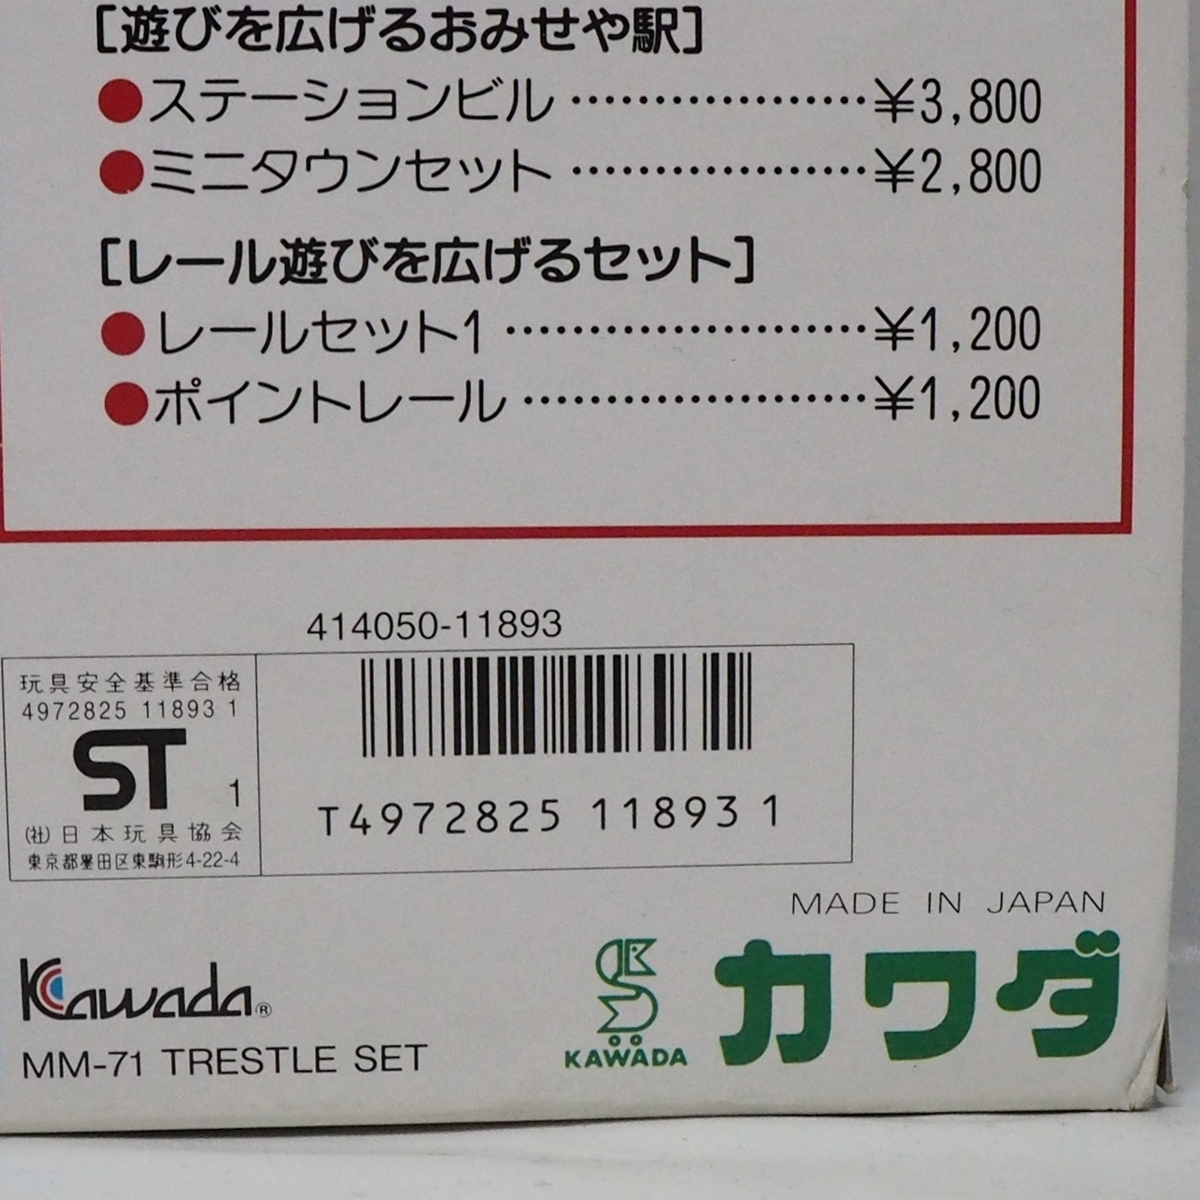 [遊びを広げるおみせや駅]
●ステーションビル ⋯⋯⋯⋯⋯⋯ ¥3,800
●ミニタウンセット ⋯⋯⋯⋯⋯⋯ ¥2,800
[レール遊びを広げるセット]
●レールセット1 ⋯⋯⋯⋯⋯⋯⋯ ¥1,200
●ポイントレール ⋯⋯⋯⋯⋯⋯⋯ ¥1,200
414050-11893
玩具安全基準合格
4972825 11893 1
ST 1
(社)日本玩具協会
東京都墨田区東駒形4-22-4
T4972825 11893 1
MADE IN JAPAN
Kawada®
MM-71 TRESTLE SET
KAWADA
カワダ